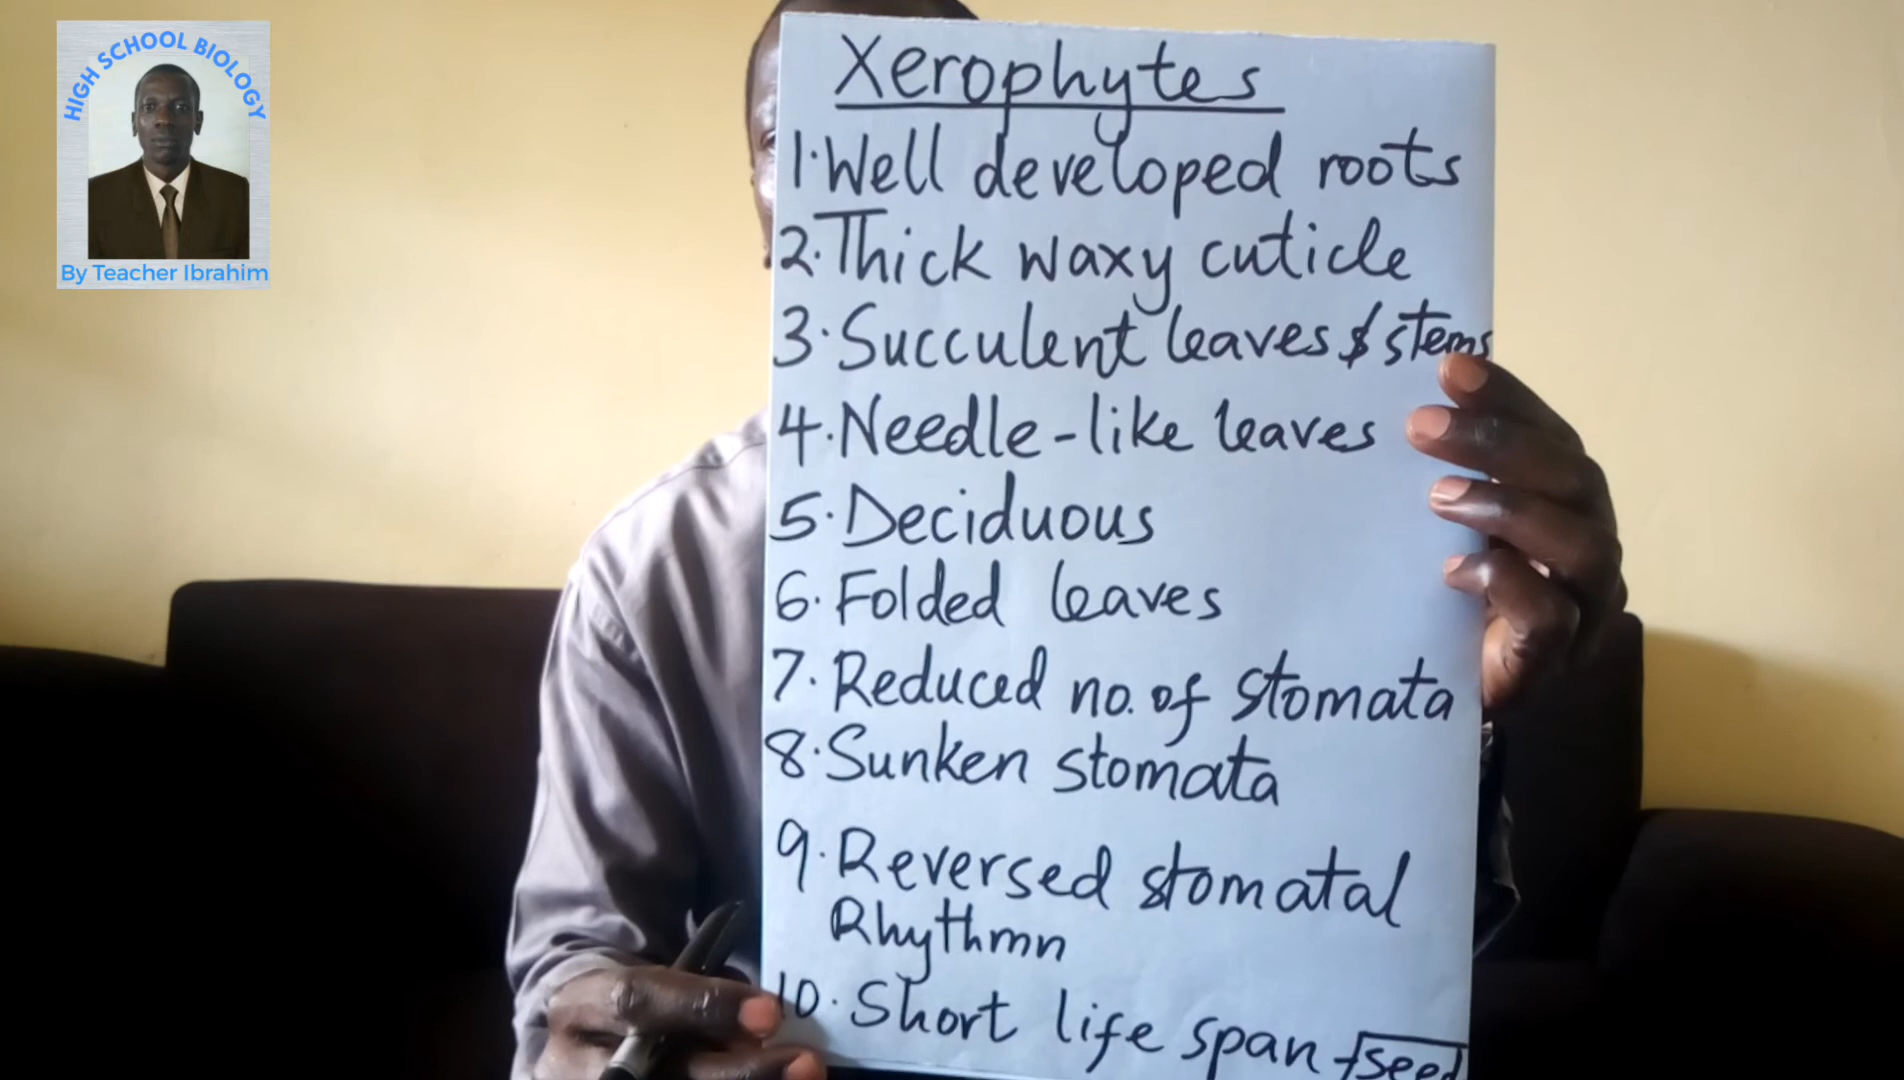 HIGH SCHOOL BIOLOGY
By Teacher Ibrahim
Xerophytes
1. Well developed roots
2. Thick waxy cuticle
3. Succulent leaves & stems
4. Needle-like leaves
5. Deciduous
6. Folded leaves
7. Reduced no. of stomata
8. Sunken stomata
9. Reversed stomatal
Rhythmn
10. Short life span + seed